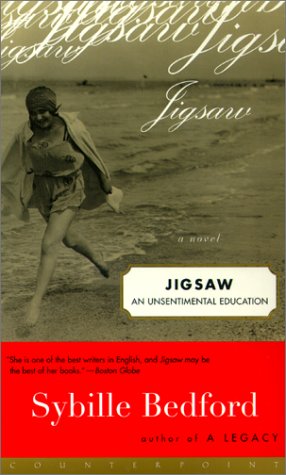 Jigsaw
Jigsaw
Jigsaw
a novel
JIGSAW
AN UNSENTIMENTAL EDUCATION
"She is one of the best writers in English, and Jigsaw may be
the best of her books."—Boston Globe
Sybille Bedford
author of A LEGACY
COUNTERPOINT